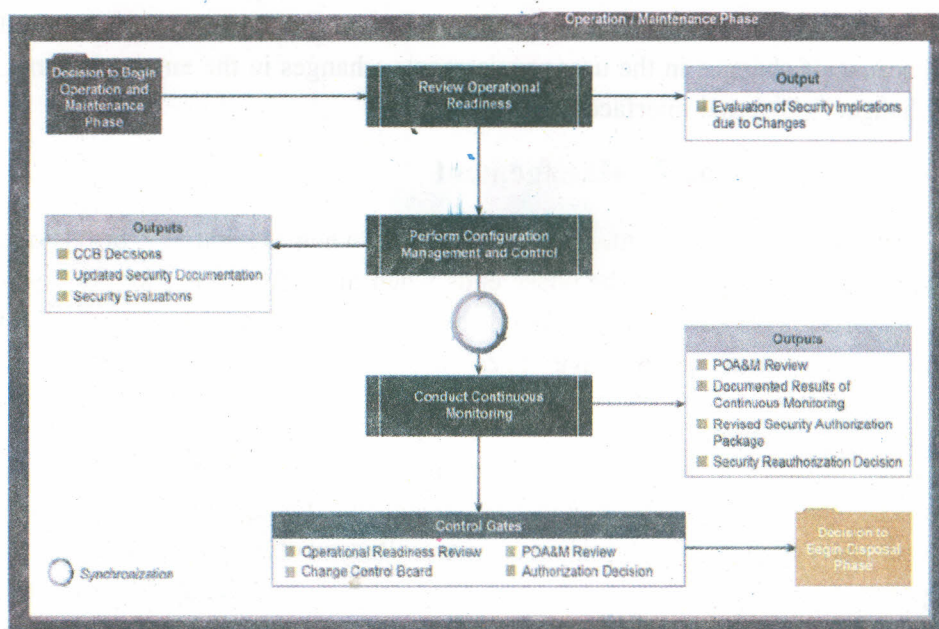 Operation / Maintenance Phase
Decision to Begin
Operation and
Maintenance
Phase
Review Operational
Readiness
Output
Evaluation of Security Implications
due to Changes
Outputs
CCB Decisions
Updated Security Documentation
Security Evaluations
Perform Configuration
Management and Control
Conduct Continuous
Monitoring
Outputs
POA&M Review
Documented Results of
Continuous Monitoring
Revised Security Authorization
Package
Security Reauthorization Decision
Control Gates
Operational Readiness Review
POA&M Review
Change Control Board
Authorization Decision
Decision to
Begin Disposal
Phase
Synchronization